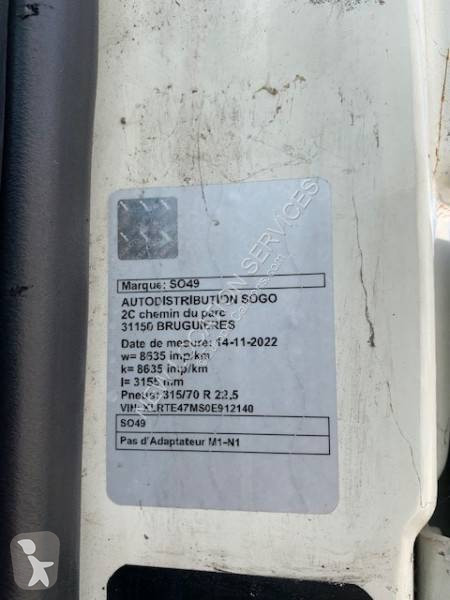 Marque: SO49
AUTODISTRIBUTION SOGO
2C chemin du parc
31150 BRUGUIERES
Date de mesure: 14-11-2022
w= 8635 imp/km
k= 8635 imp/km
l= 3155 mm
Pneus: 315/70 R 22.5
VIN: XLRTE47MS0E912140
SO49
Pas d'Adaptateur M1-N1